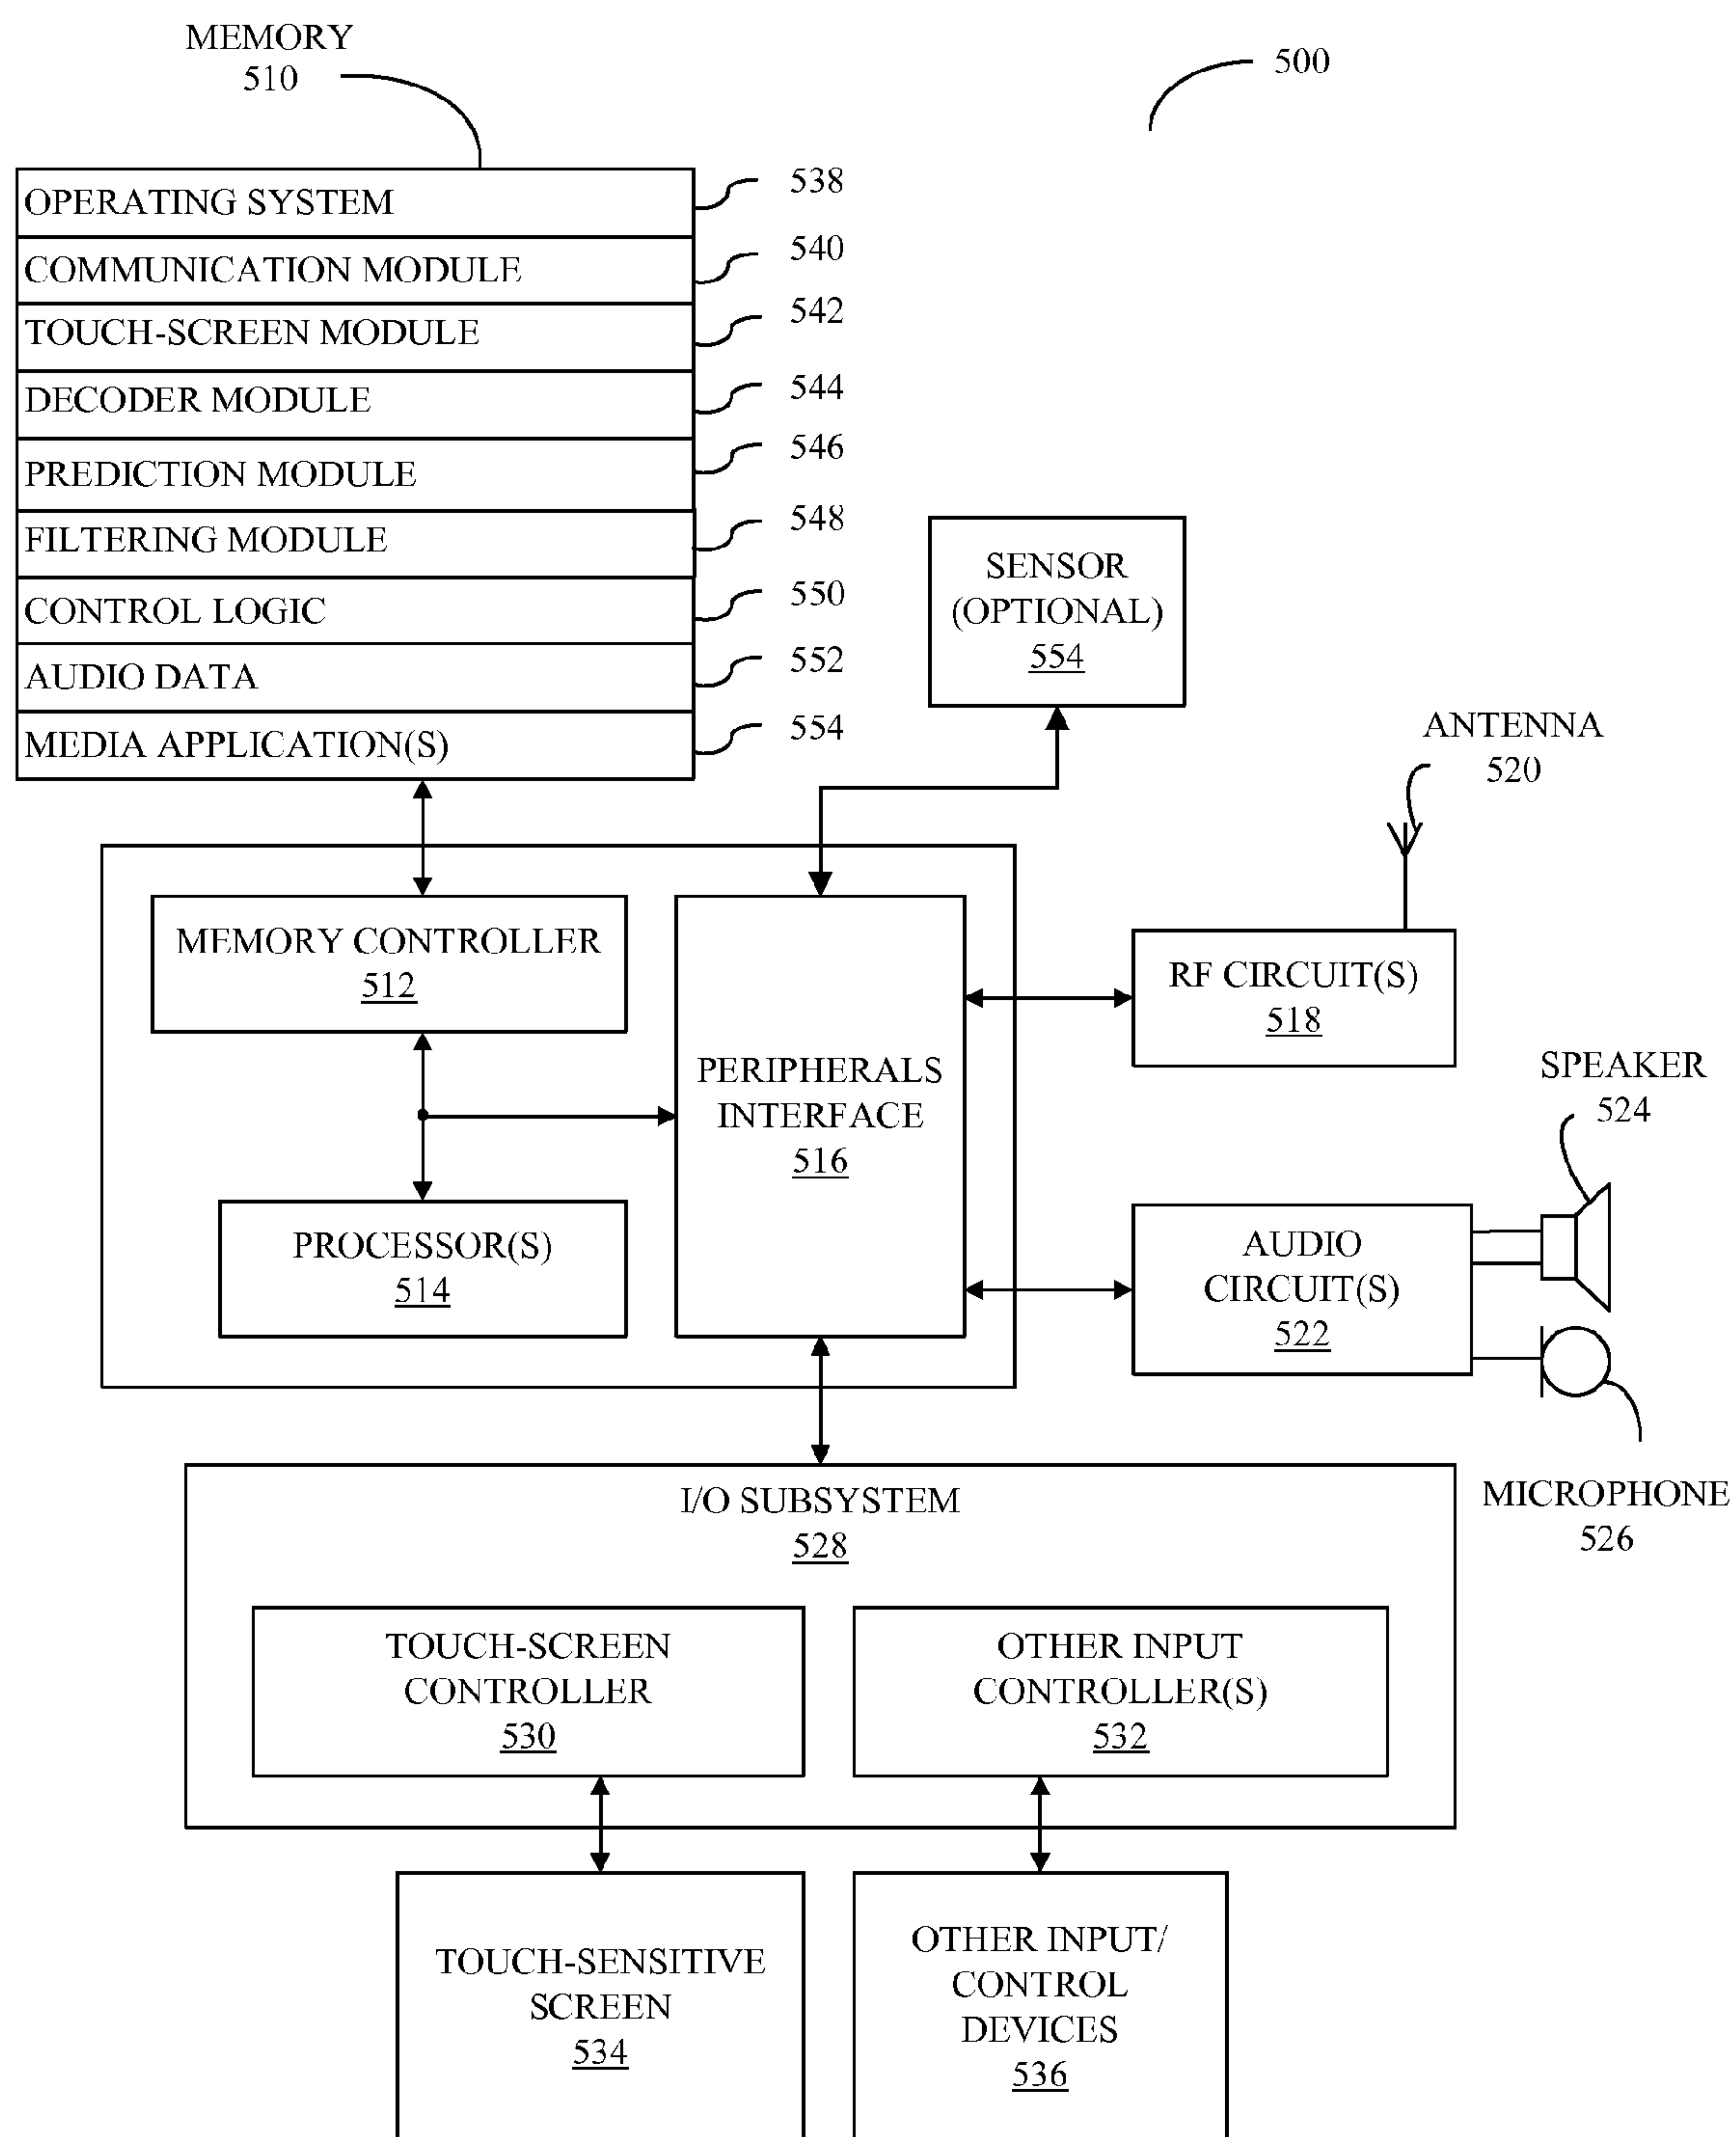 MEMORY
510
500
OPERATING SYSTEM
538
COMMUNICATION MODULE
540
TOUCH-SCREEN MODULE
542
DECODER MODULE
544
PREDICTION MODULE
546
FILTERING MODULE
548
CONTROL LOGIC
550
AUDIO DATA
552
MEDIA APPLICATION(S)
554
SENSOR
(OPTIONAL)
554
ANTENNA
520
MEMORY CONTROLLER
512
PERIPHERALS
INTERFACE
516
PROCESSOR(S)
514
RF CIRCUIT(S)
518
SPEAKER
524
AUDIO
CIRCUIT(S)
522
MICROPHONE
526
I/O SUBSYSTEM
528
TOUCH-SCREEN
CONTROLLER
530
OTHER INPUT
CONTROLLER(S)
532
TOUCH-SENSITIVE
SCREEN
534
OTHER INPUT/
CONTROL
DEVICES
536